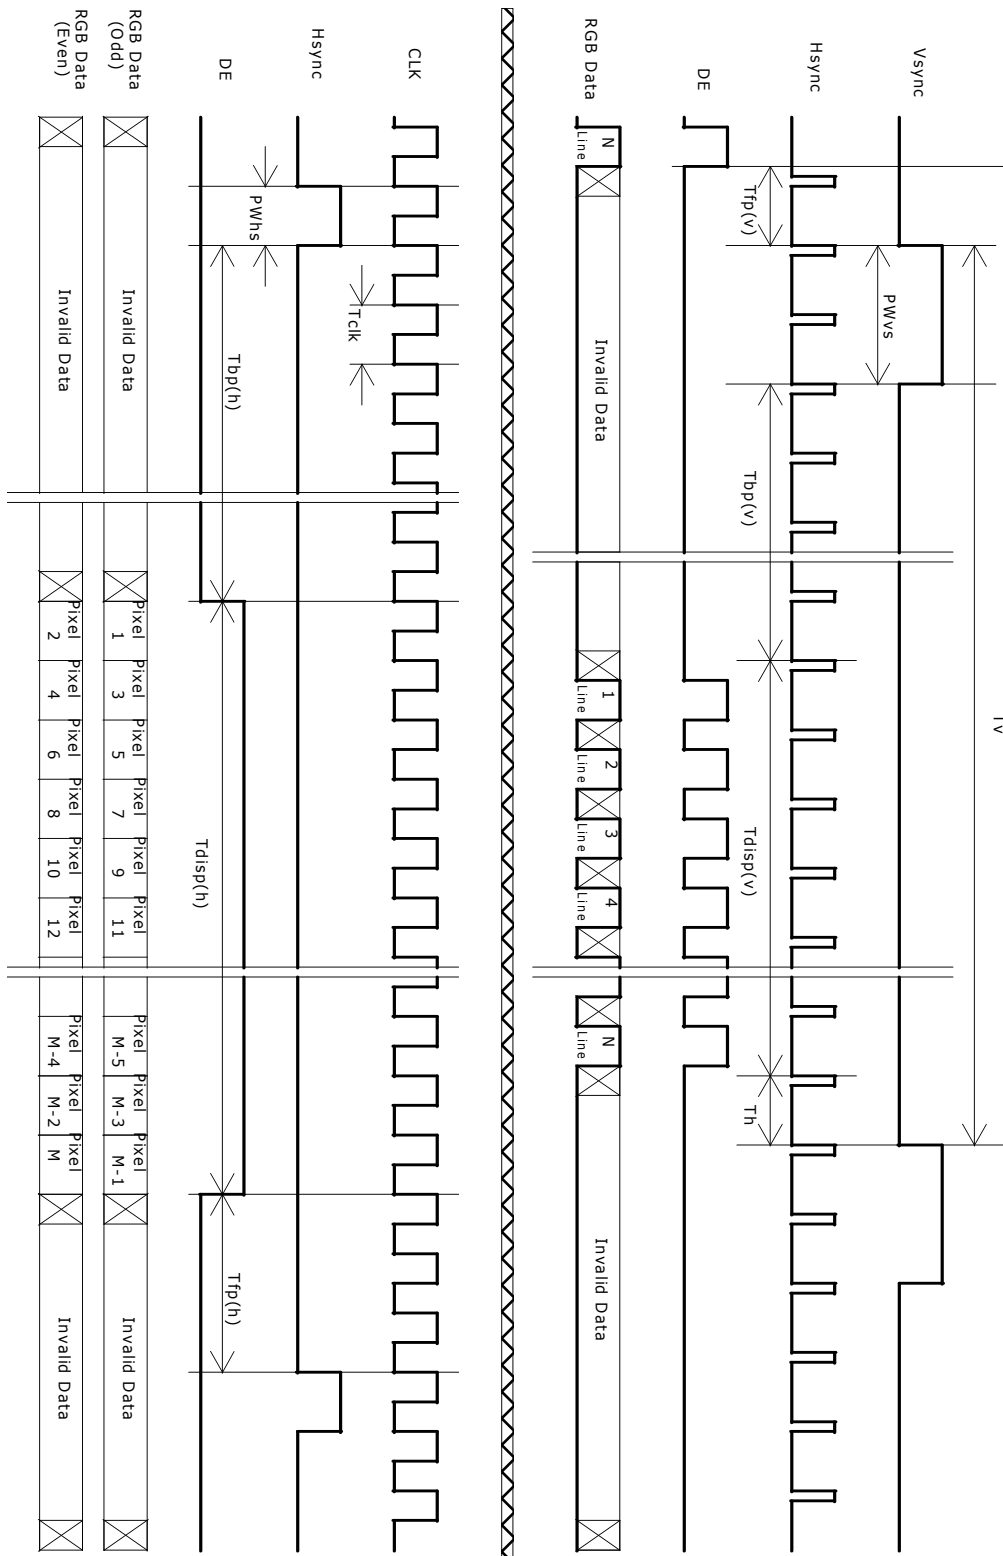 Tv
Vsync
PWvs
Hsync
Tfp(v)
Tbp(v)
Tdisp(v)
Th
DE
RGB Data
Line N
Invalid Data
Line 1
Line 2
Line 3
Line 4
Line N
Invalid Data
CLK
Tclk
Hsync
PWhs
DE
Tbp(h)
Tdisp(h)
Tfp(h)
RGB Data
(Odd)
Invalid Data
Pixel 1
Pixel 3
Pixel 5
Pixel 7
Pixel 9
Pixel 11
Pixel M-5
Pixel M-3
Pixel M-1
Invalid Data
RGB Data
(Even)
Invalid Data
Pixel 2
Pixel 4
Pixel 6
Pixel 8
Pixel 10
Pixel 12
Pixel M-4
Pixel M-2
Pixel M
Invalid Data